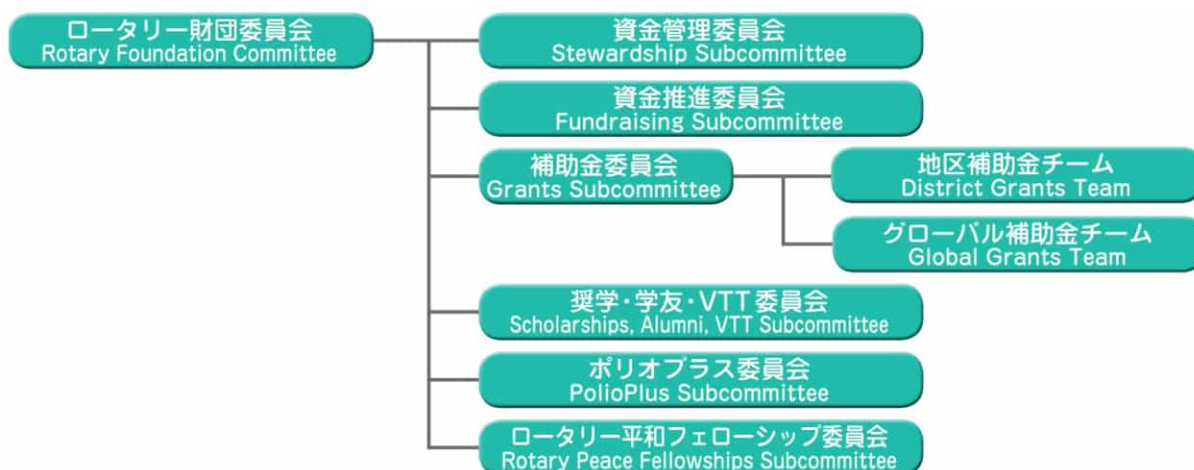 ロータリー財団委員会
Rotary Foundation Committee
資金管理委員会
Stewardship Subcommittee
資金推進委員会
Fundraising Subcommittee
補助金委員会
Grants Subcommittee
地区補助金チーム
District Grants Team
グローバル補助金チーム
Global Grants Team
奨学・学友・VTT委員会
Scholarships, Alumni, VTT Subcommittee
ポリオプラス委員会
PolioPlus Subcommittee
ロータリー平和フェローシップ委員会
Rotary Peace Fellowships Subcommittee